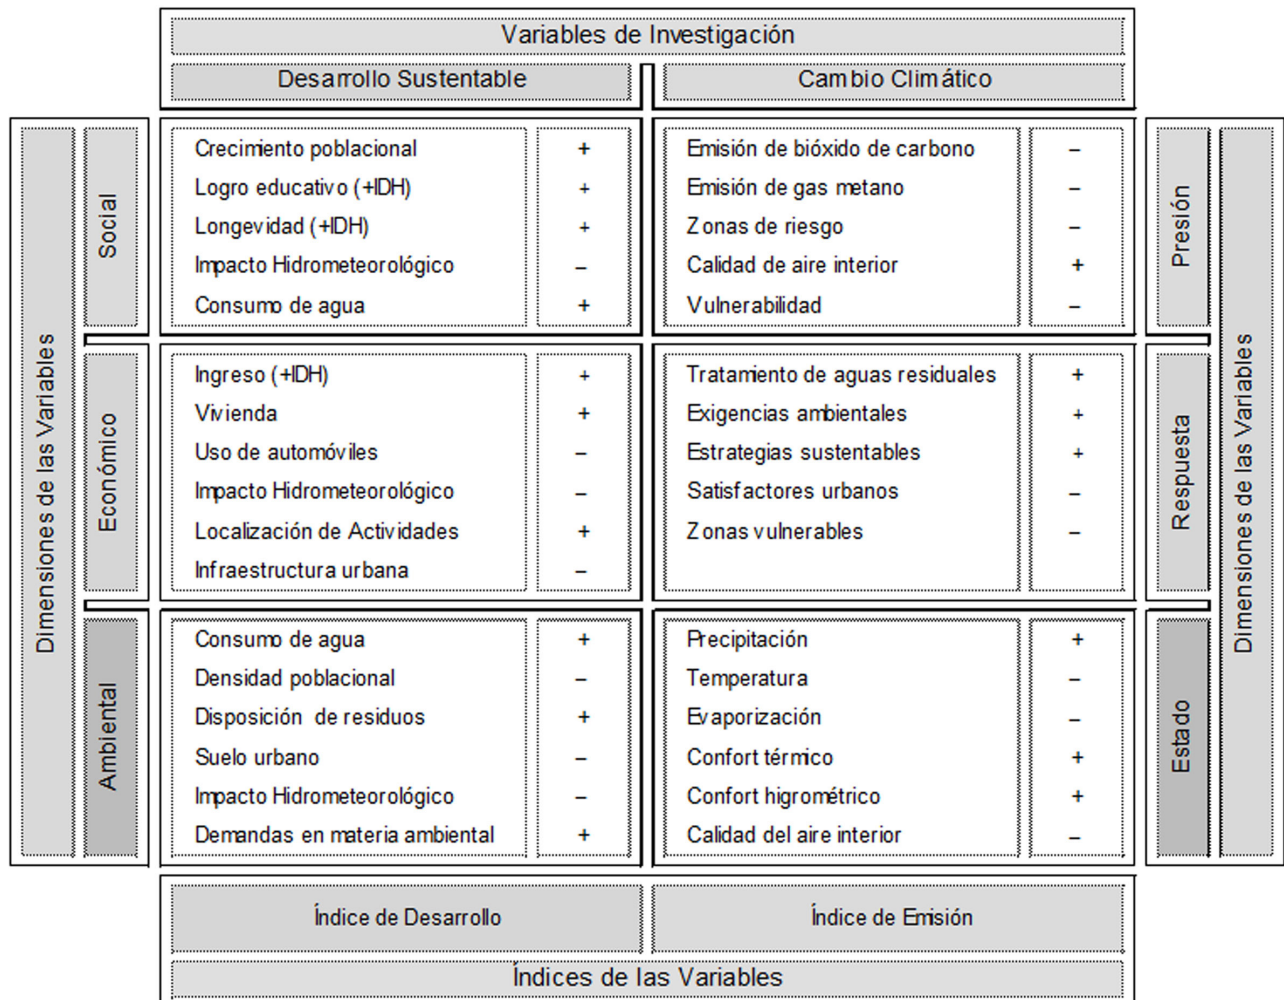 Variables de Investigación
Desarrollo Sustentable
Cambio Climático
Dimensiones de las Variables
Social
Crecimiento poblacional +
Logro educativo (+IDH) +
Longevidad (+IDH) +
Impacto Hidrometeorológico –
Consumo de agua +
Emisión de bióxido de carbono –
Emisión de gas metano –
Zonas de riesgo –
Calidad de aire interior +
Vulnerabilidad –
Presión
Dimensiones de las Variables
Económico
Ingreso (+IDH) +
Vivienda +
Uso de automóviles –
Impacto Hidrometeorológico –
Localización de Actividades +
Infraestructura urbana –
Tratamiento de aguas residuales +
Exigencias ambientales +
Estrategias sustentables +
Satisfactores urbanos –
Zonas vulnerables –
Respuesta
Ambiental
Consumo de agua +
Densidad poblacional –
Disposición de residuos +
Suelo urbano –
Impacto Hidrometeorológico –
Demandas en materia ambiental +
Precipitación +
Temperatura –
Evaporización –
Confort térmico +
Confort higrométrico +
Calidad del aire interior –
Estado
Índice de Desarrollo
Índice de Emisión
Índices de las Variables